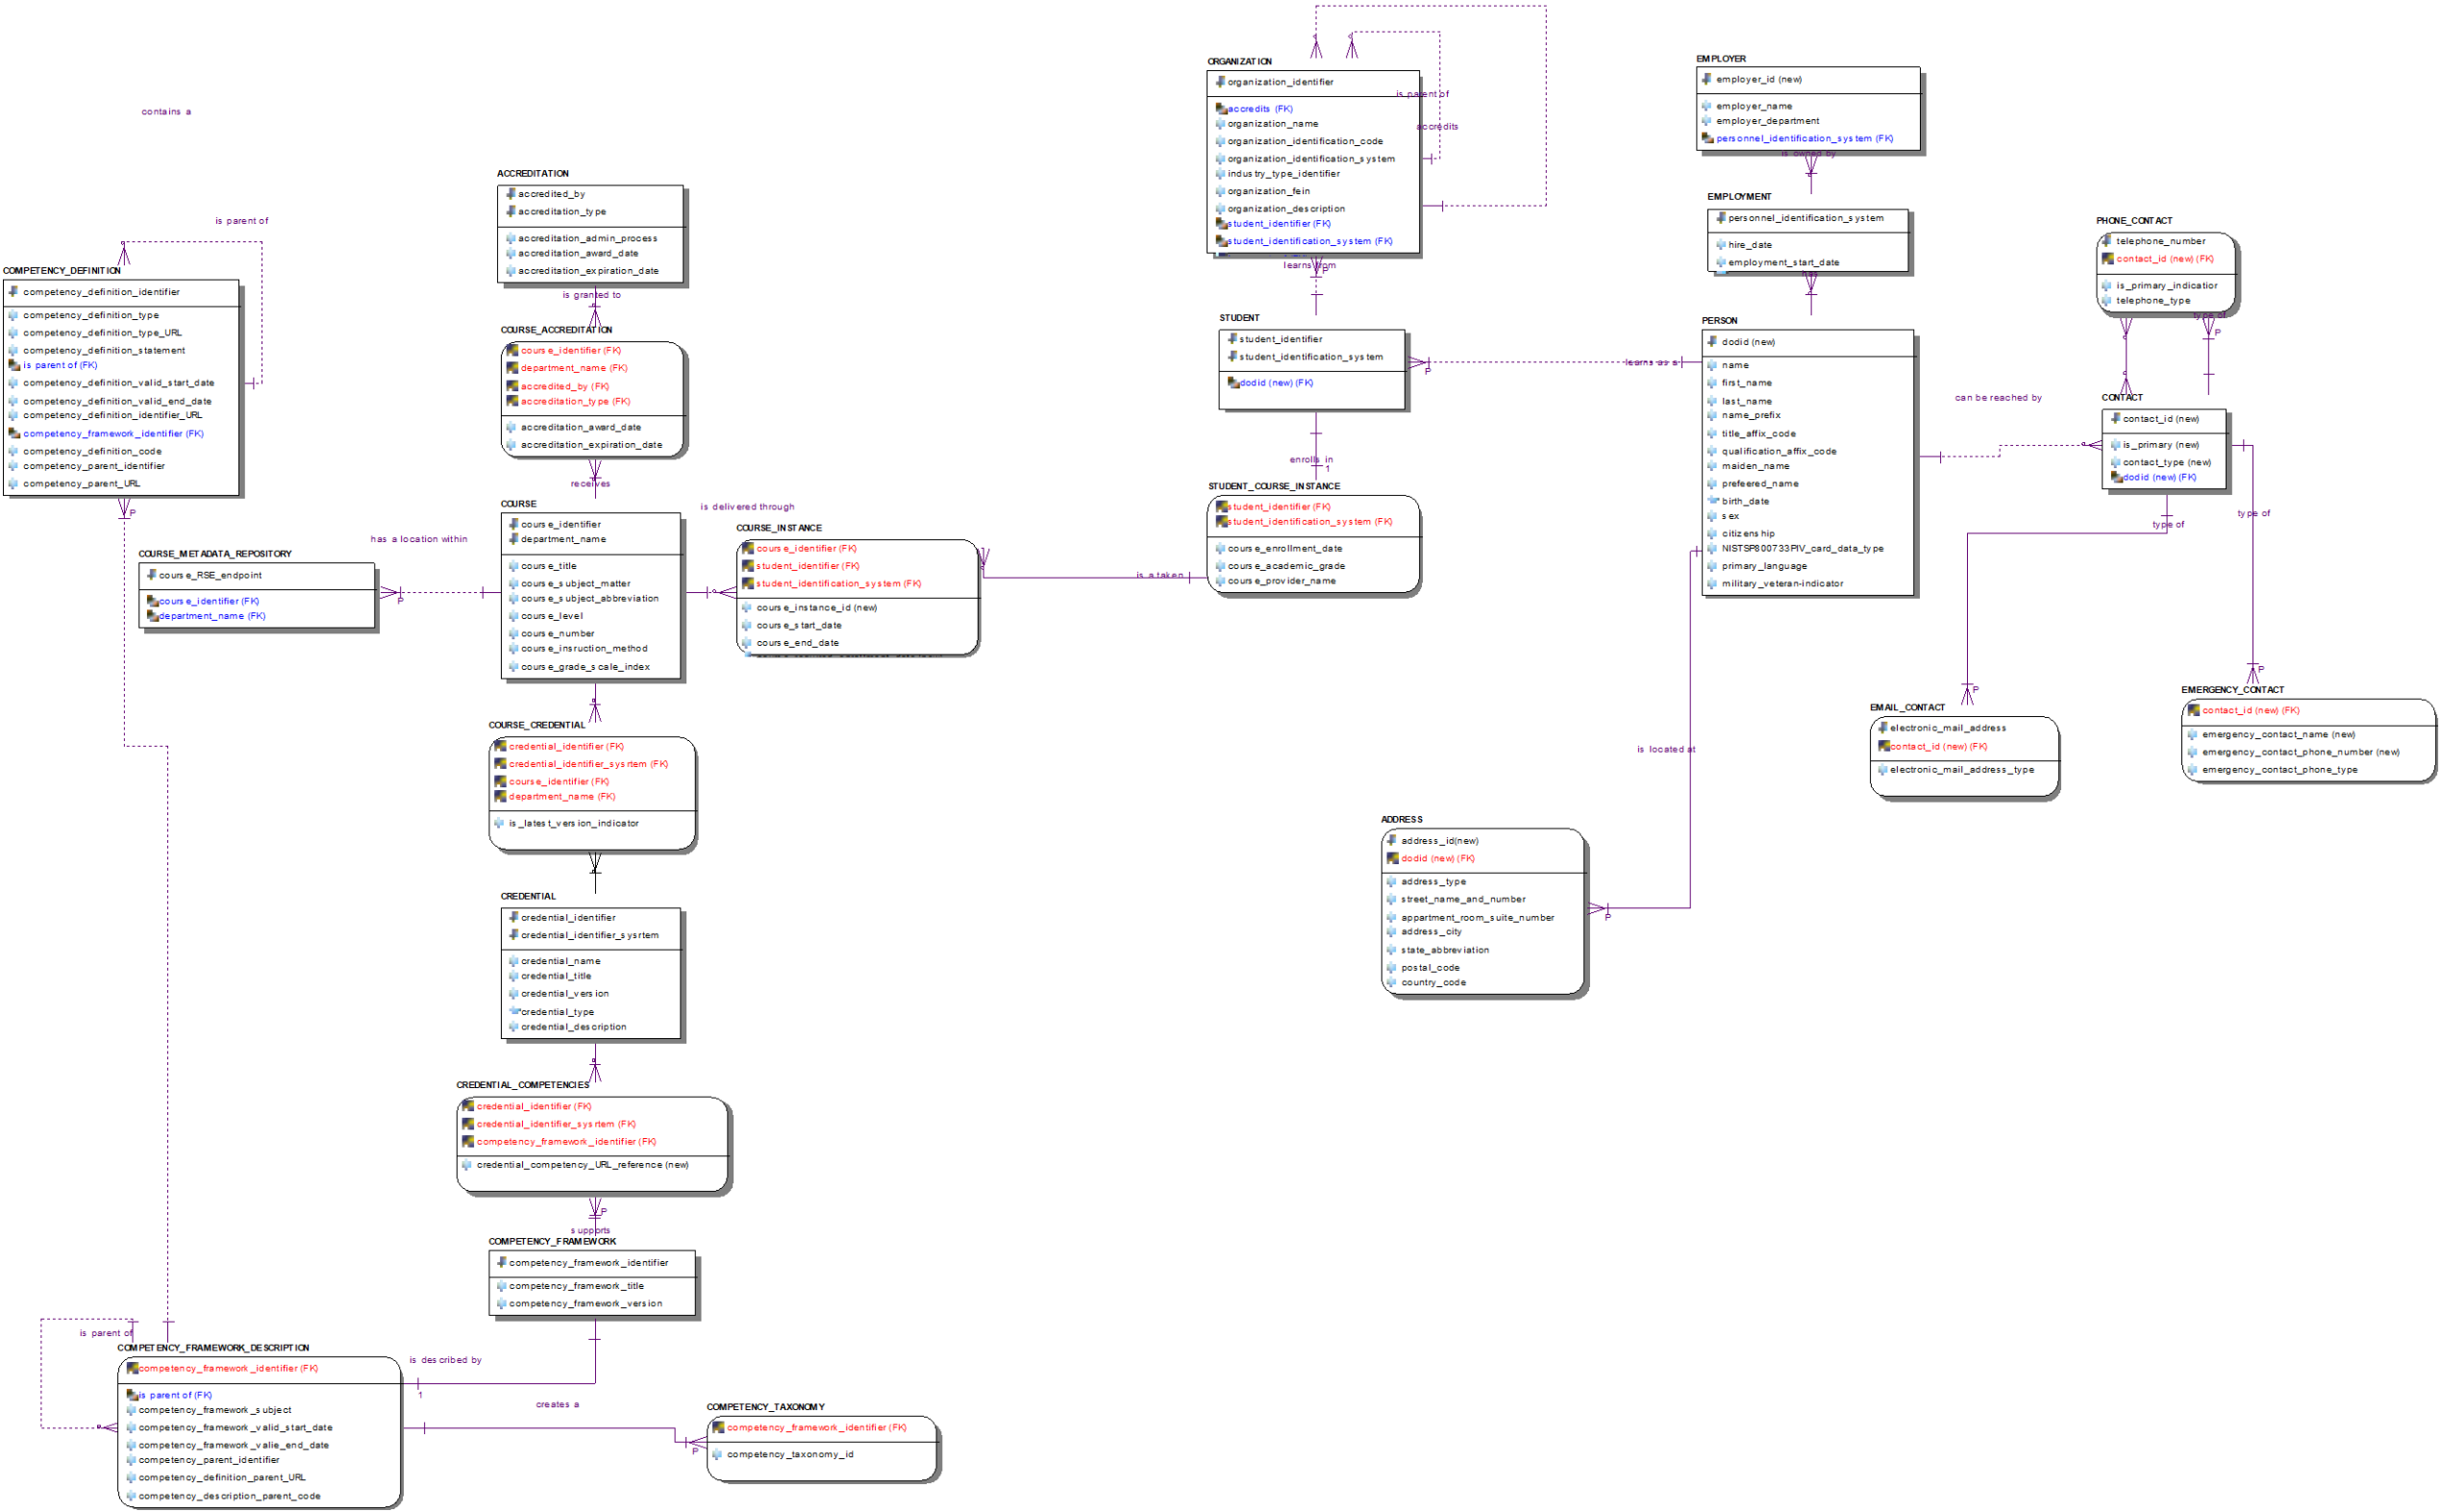 contains a
is parent of
COMPETENCY_DEFINITION
competency_definition_identifier
competency_definition_type
competency_definition_type_URL
competency_definition_statement
is parent of (FK)
competency_definition_valid_start_date
competency_definition_valid_end_date
competency_definition_identifier_URL
competency_framework_identifier (FK)
competency_definition_code
competency_parent_identifier
competency_parent_URL
P
ACCREDITATION
accredited_by
accreditation_type
accreditation_admin_process
accreditation_award_date
accreditation_expiration_date
is granted to
COURSE_ACCREDITATION
course_identifier (FK)
department_name (FK)
accredited_by (FK)
accreditation_type (FK)
accreditation_award_date
accreditation_expiration_date
receives
COURSE
course_identifier
department_name
course_title
course_subject_matter
course_subject_abbreviation
course_level
course_number
course_insruction_method
course_grade_scale_index
has a location within
COURSE_METADATA_REPOSITORY
course_RSE_endpoint
course_identifier (FK)
department_name (FK)
P
is delivered through
COURSE_INSTANCE
course_identifier (FK)
student_identifier (FK)
student_identification_system (FK)
course_instance_id (new)
course_start_date
course_end_date
COURSE_CREDENTIAL
credential_identifier (FK)
credential_identifier_sysrtem (FK)
course_identifier (FK)
department_name (FK)
is_latest_version_indicator
CREDENTIAL
credential_identifier
credential_identifier_sysrtem
credential_name
credential_title
credential_version
credential_type
credential_description
CREDENTIAL_COMPETENCIES
credential_identifier (FK)
credential_identifier_sysrtem (FK)
competency_framework_identifier (FK)
credential_competency_URL_reference (new)
P
supports
COMPETENCY_FRAMEWORK
competency_framework_identifier
competency_framework_title
competency_framework_version
is parent of
COMPETENCY_FRAMEWORK_DESCRIPTION
competency_framework_identifier (FK)
is parent of (FK)
competency_framework_subject
competency_framework_valid_start_date
competency_framework_valie_end_date
competency_parent_identifier
competency_definition_parent_URL
competency_description_parent_code
is described by
1
creates a
P
COMPETENCY_TAXONOMY
competency_framework_identifier (FK)
competency_taxonomy_id
ORGANIZATION
organization_identifier
accredits (FK)
organization_name
organization_identification_code
organization_identification_system
industry_type_identifier
organization_fein
organization_description
student_identifier (FK)
student_identification_system (FK)
is parent of
accredits
learns from
P
STUDENT
student_identifier
student_identification_system
dodid (new) (FK)
P
learns as a
enrolls in
1
STUDENT_COURSE_INSTANCE
student_identifier (FK)
student_identification_system (FK)
course_enrollment_date
course_academic_grade
course_provider_name
is a taken
EMPLOYER
employer_id (new)
employer_name
employer_department
personnel_identification_system (FK)
is owned by
EMPLOYMENT
personnel_identification_system
hire_date
employment_start_date
has
PERSON
dodid (new)
name
first_name
last_name
name_prefix
title_affix_code
qualification_affix_code
maiden_name
prefeered_name
birth_date
sex
citizenship
NISTSP800733PIV_card_data_type
primary_language
military_veteran-indicator
PHONE_CONTACT
telephone_number
contact_id (new) (FK)
is_primary_indicatior
telephone_type
type of
P
can be reached by
CONTACT
contact_id (new)
is_primary (new)
contact_type (new)
dodid (new) (FK)
type of
type of
P
EMAIL_CONTACT
electronic_mail_address
contact_id (new) (FK)
electronic_mail_address_type
P
EMERGENCY_CONTACT
contact_id (new) (FK)
emergency_contact_name (new)
emergency_contact_phone_number (new)
emergency_contact_phone_type
is located at
ADDRESS
address_id(new)
dodid (new) (FK)
address_type
street_name_and_number
appartment_room_suite_number
address_city
state_abbreviation
postal_code
country_code
P